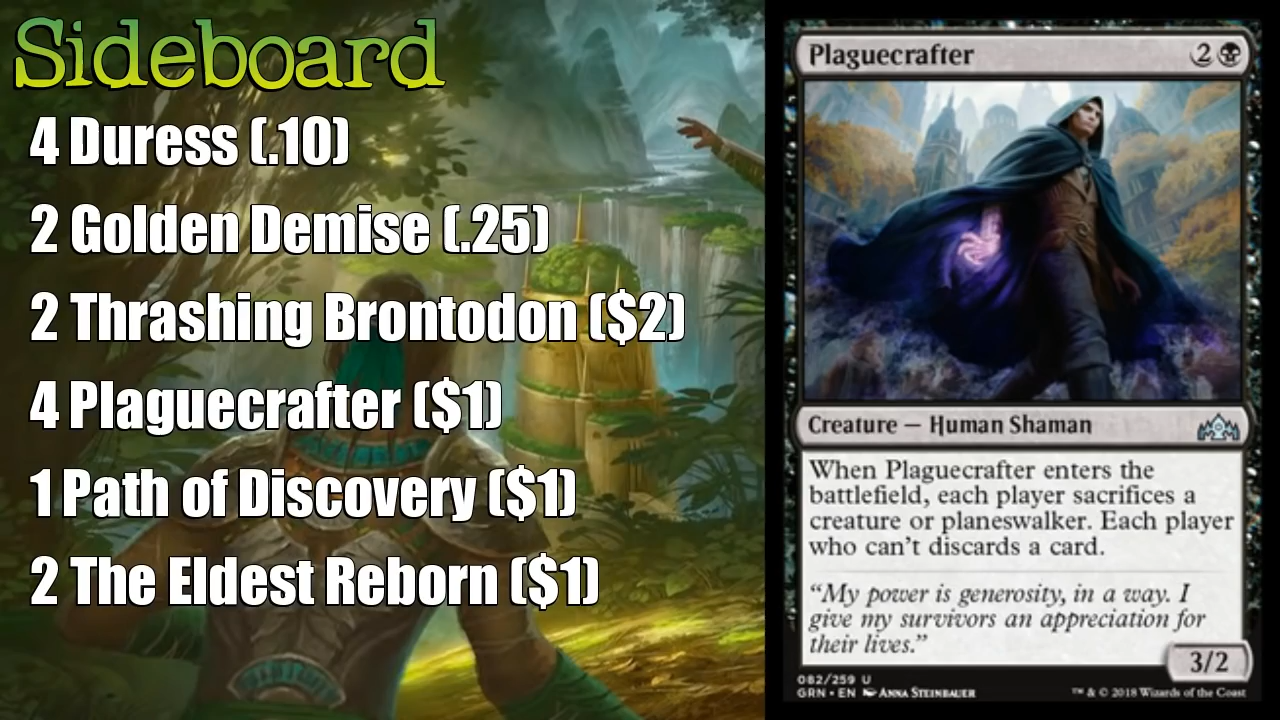 Sideboard
4 Duress (.10)
2 Golden Demise (.25)
2 Thrashing Brontodon ($2)
4 Plaguecrafter ($1)
1 Path of Discovery ($1)
2 The Eldest Reborn ($1)
Plaguecrafter 2
Creature — Human Shaman
When Plaguecrafter enters the
battlefield, each player sacrifices a
creature or planeswalker. Each player
who can't discards a card.
“My power is generosity, in a way. I
give my survivors an appreciation for
their lives.”
3/2
082/259 U
GRN • EN Anna Steinbauer
™ & © 2018 Wizards of the Coast